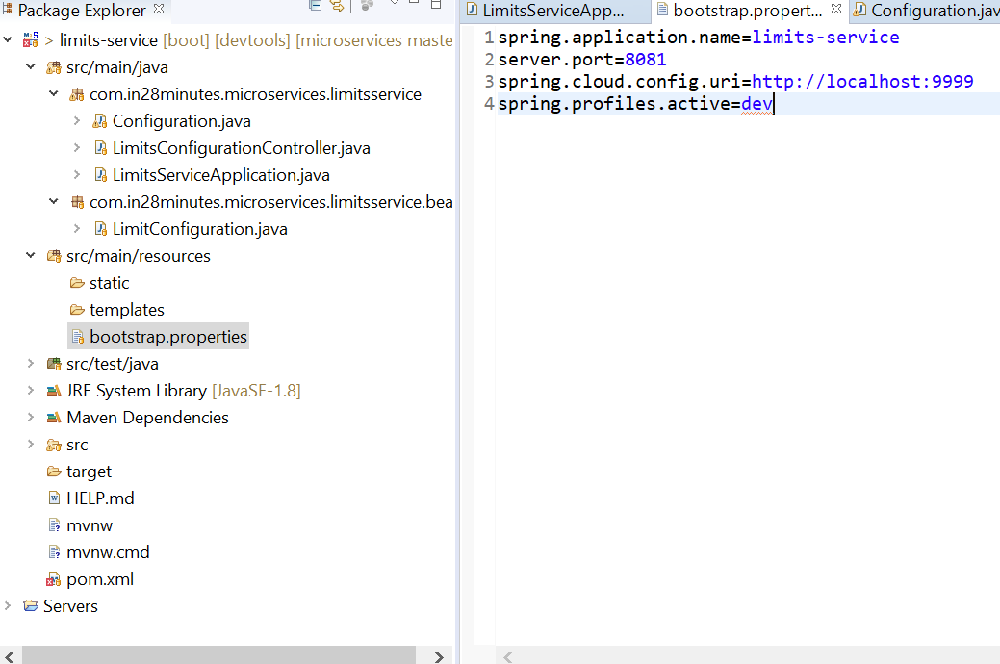 Package Explorer
> limits-service [boot] [devtools] [microservices maste
src/main/java
com.in28minutes.microservices.limitsservice
Configuration.java
LimitsConfigurationController.java
LimitsServiceApplication.java
com.in28minutes.microservices.limitsservice.bea
LimitConfiguration.java
src/main/resources
static
templates
bootstrap.properties
src/test/java
JRE System Library [JavaSE-1.8]
Maven Dependencies
src
target
HELP.md
mvnw
mvnw.cmd
pom.xml
Servers
LimitsServiceApp... bootstrap.propert... Configuration.jav
1 spring.application.name=limits-service
2 server.port=8081
3 spring.cloud.config.uri=http://localhost:9999
4 spring.profiles.active=dev